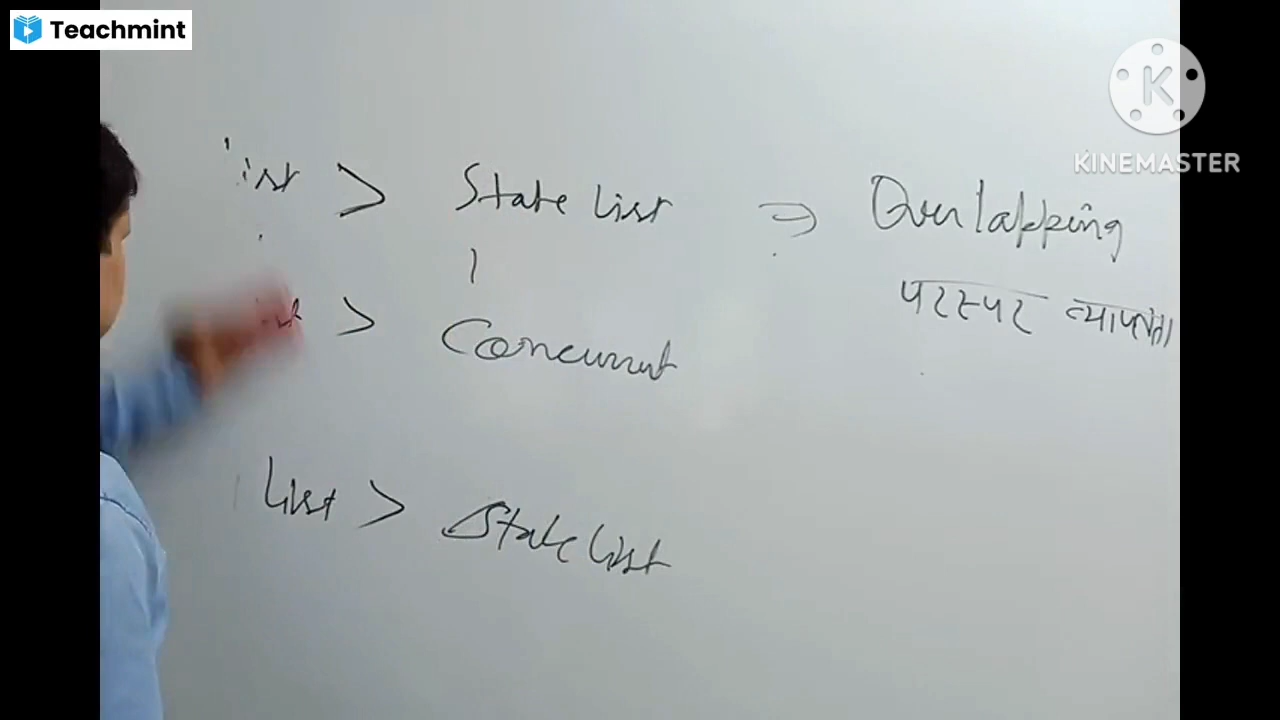 Teachmint
KINEMASTER
ist > State list ⇒ Overlapping
परस्पर व्यापकता
> Concurrent
List > State list